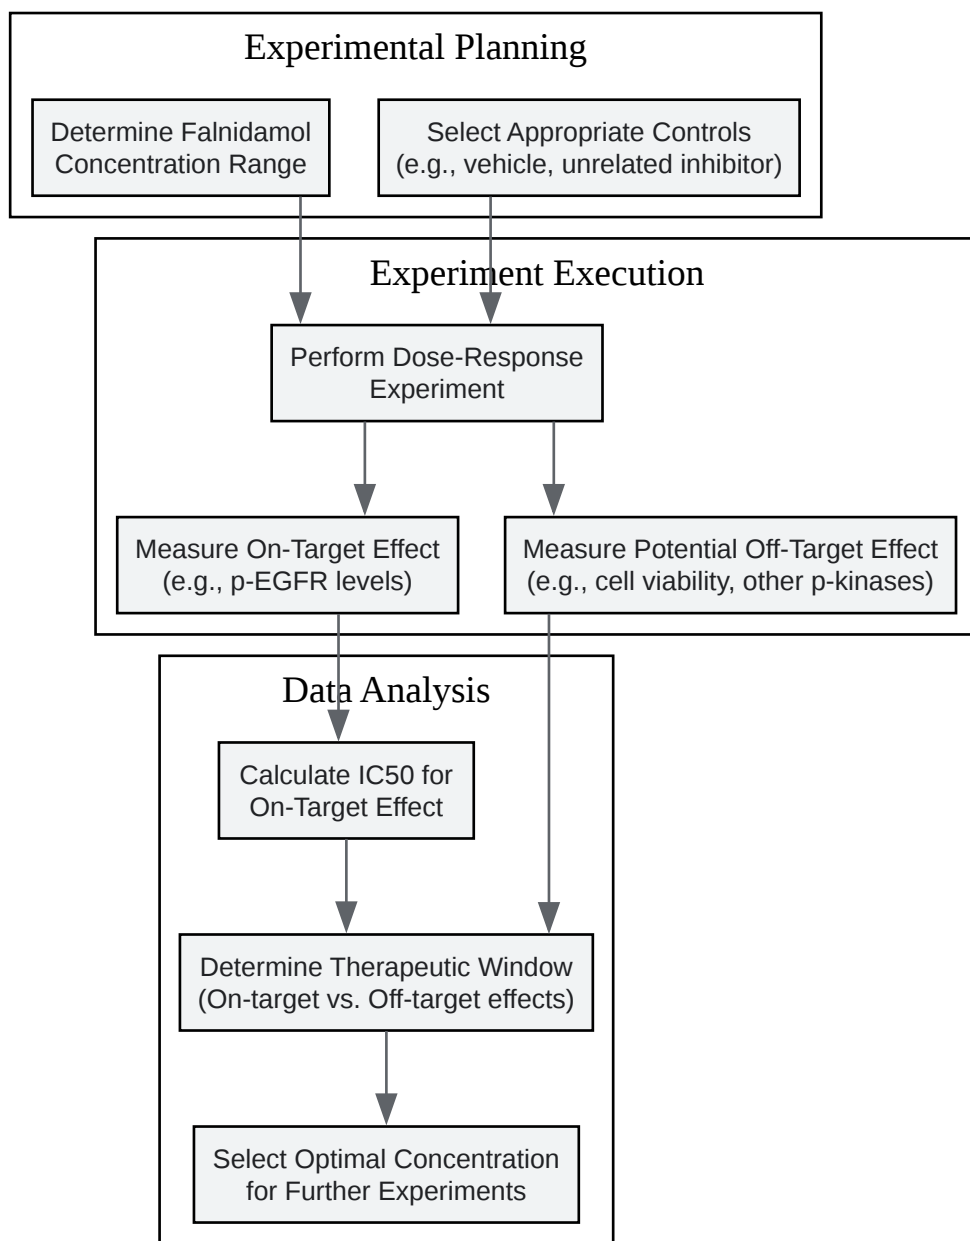 Experimental Planning
Determine Falnidamol
Concentration Range
Select Appropriate Controls
(e.g., vehicle, unrelated inhibitor)
Experiment Execution
Perform Dose-Response
Experiment
Measure On-Target Effect
(e.g., p-EGFR levels)
Measure Potential Off-Target Effect
(e.g., cell viability, other p-kinases)
Data Analysis
Calculate IC50 for
On-Target Effect
Determine Therapeutic Window
(On-target vs. Off-target effects)
Select Optimal Concentration
for Further Experiments